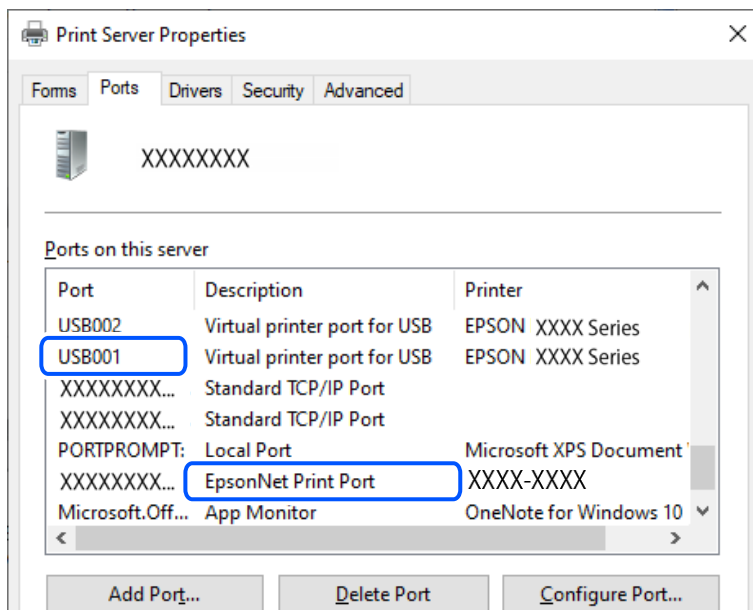 Print Server Properties
Forms Ports Drivers Security Advanced
XXXXXXXX
Ports on this server
Port Description Printer
USB002 Virtual printer port for USB EPSON XXXX Series
USB001 Virtual printer port for USB EPSON XXXX Series
XXXXXXXX... Standard TCP/IP Port
XXXXXXXX... Standard TCP/IP Port
PORTPROMPT: Local Port Microsoft XPS Document
XXXXXXXX... EpsonNet Print Port XXXX-XXXX
Microsoft.Off... App Monitor OneNote for Windows 10
Add Port... Delete Port Configure Port...